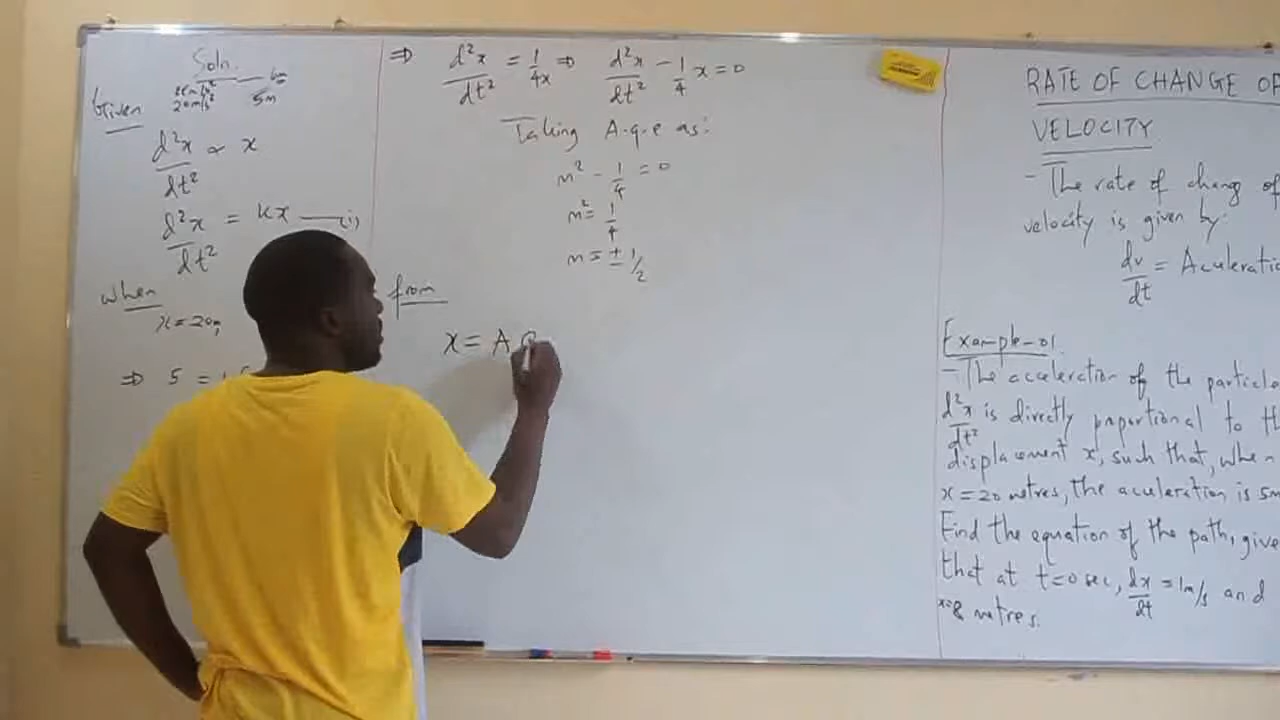 Soln.
5m
Given
d²x/dt² ∝ x
d²x/dt² = kx —(i)
When
x = 20m
⇒ 5 =
⇒ d²x/dt² = 1/4x ⇒ d²x/dt² - 1/4 x = 0
Taking A.q.e as:
m² - 1/4 = 0
m² = 1/4
m = ± 1/2
from
x = A
RATE OF CHANGE OF
VELOCITY
- The rate of change of
velocity is given by:
dv/dt = Aceleratio
Example-01
- The acceleration of the particle
d²x/dt² is directly proportional to th
displacement x, such that, when
x = 20 metres, the aceleration is 5m
Find the equation of the path, give
that at t=0 sec, dx/dt = 1m/s and
x=8 metres.